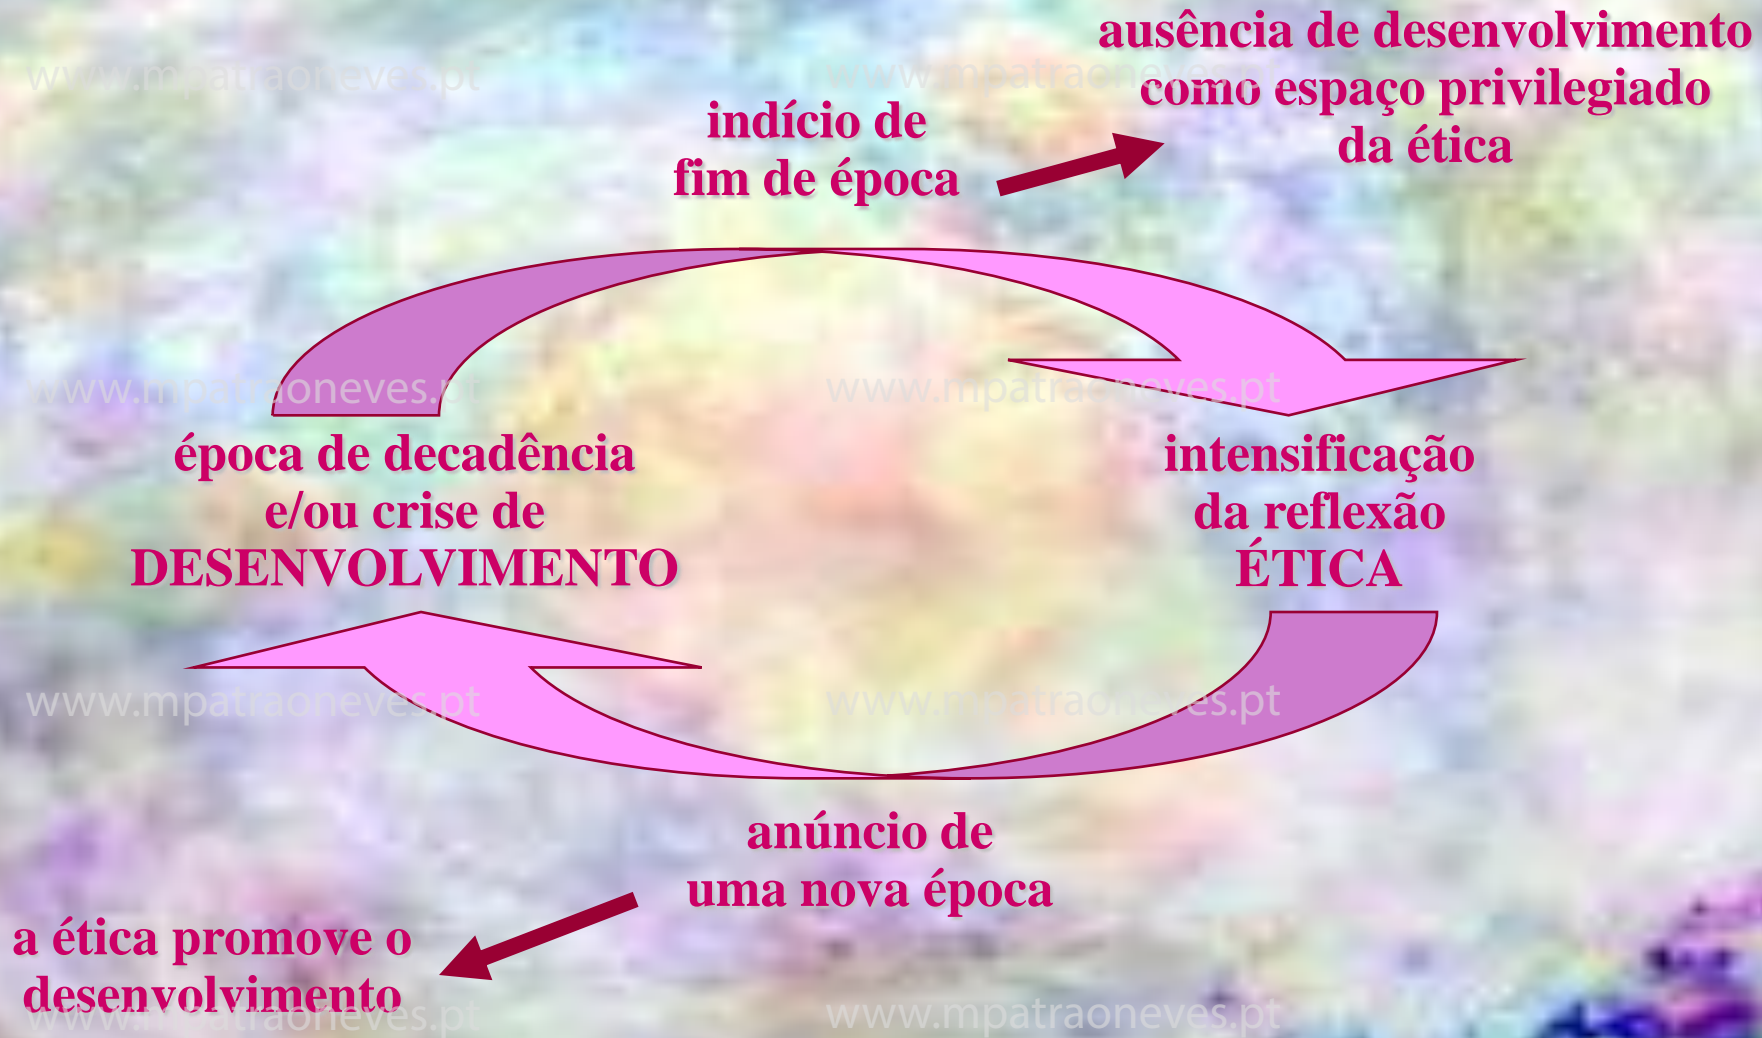 ausência de desenvolvimento
como espaço privilegiado
da ética
indício de
fim de época
época de decadência
e/ou crise de
DESENVOLVIMENTO
intensificação
da reflexão
ÉTICA
anúncio de
uma nova época
a ética promove o
desenvolvimento
www.mpatraoneves.pt
www.mpatraoneves.pt
www.mpatraoneves.pt
www.mpatraoneves.pt
www.mpatraoneves.pt
www.mpatraoneves.pt
www.mpatraoneves.pt
www.mpatraoneves.pt